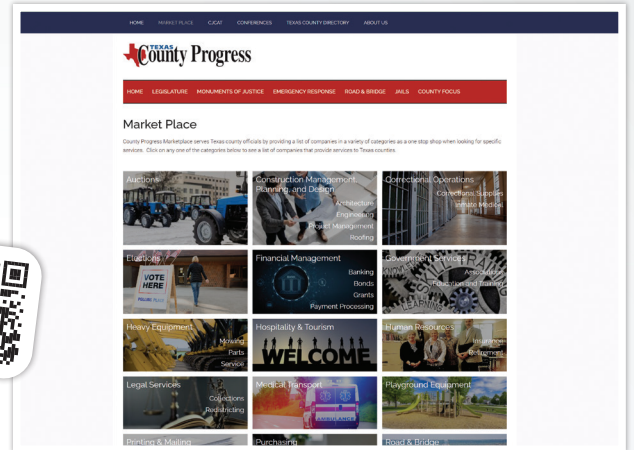 HOME MARKET PLACE CJCAT CONFERENCES TEXAS COUNTY DIRECTORY ABOUT US
TEXAS
County Progress
HOME LEGISLATURE MONUMENTS OF JUSTICE EMERGENCY RESPONSE ROAD & BRIDGE JAILS COUNTY FOCUS
Market Place
County Progress Marketplace serves Texas county officials by providing a list of companies in a variety of categories as a one stop shop when looking for specific
services. Click on any one of the categories below to see a list of companies that provide services to Texas counties.
Auctions
Construction Management,
Planning, and Design
Architecture
Engineering
Project Management
Roofing
Correctional Operations
Correctional Supplies
Inmate Medical
Elections
VOTE
HERE
POLLING PLACE
Financial Management
Banking
Bonds
Grants
Payment Processing
Government Services
Associations
Education and Training
LEARNING
Heavy Equipment
Mowing
Parts
Service
Hospitality & Tourism
WELCOME
Human Resources
Insurance
Retirement
Legal Services
Collections
Redistricting
Medical Transport
AMBULANCE
Playground Equipment
Printing & Mailing
Purchasing
Road & Bridge